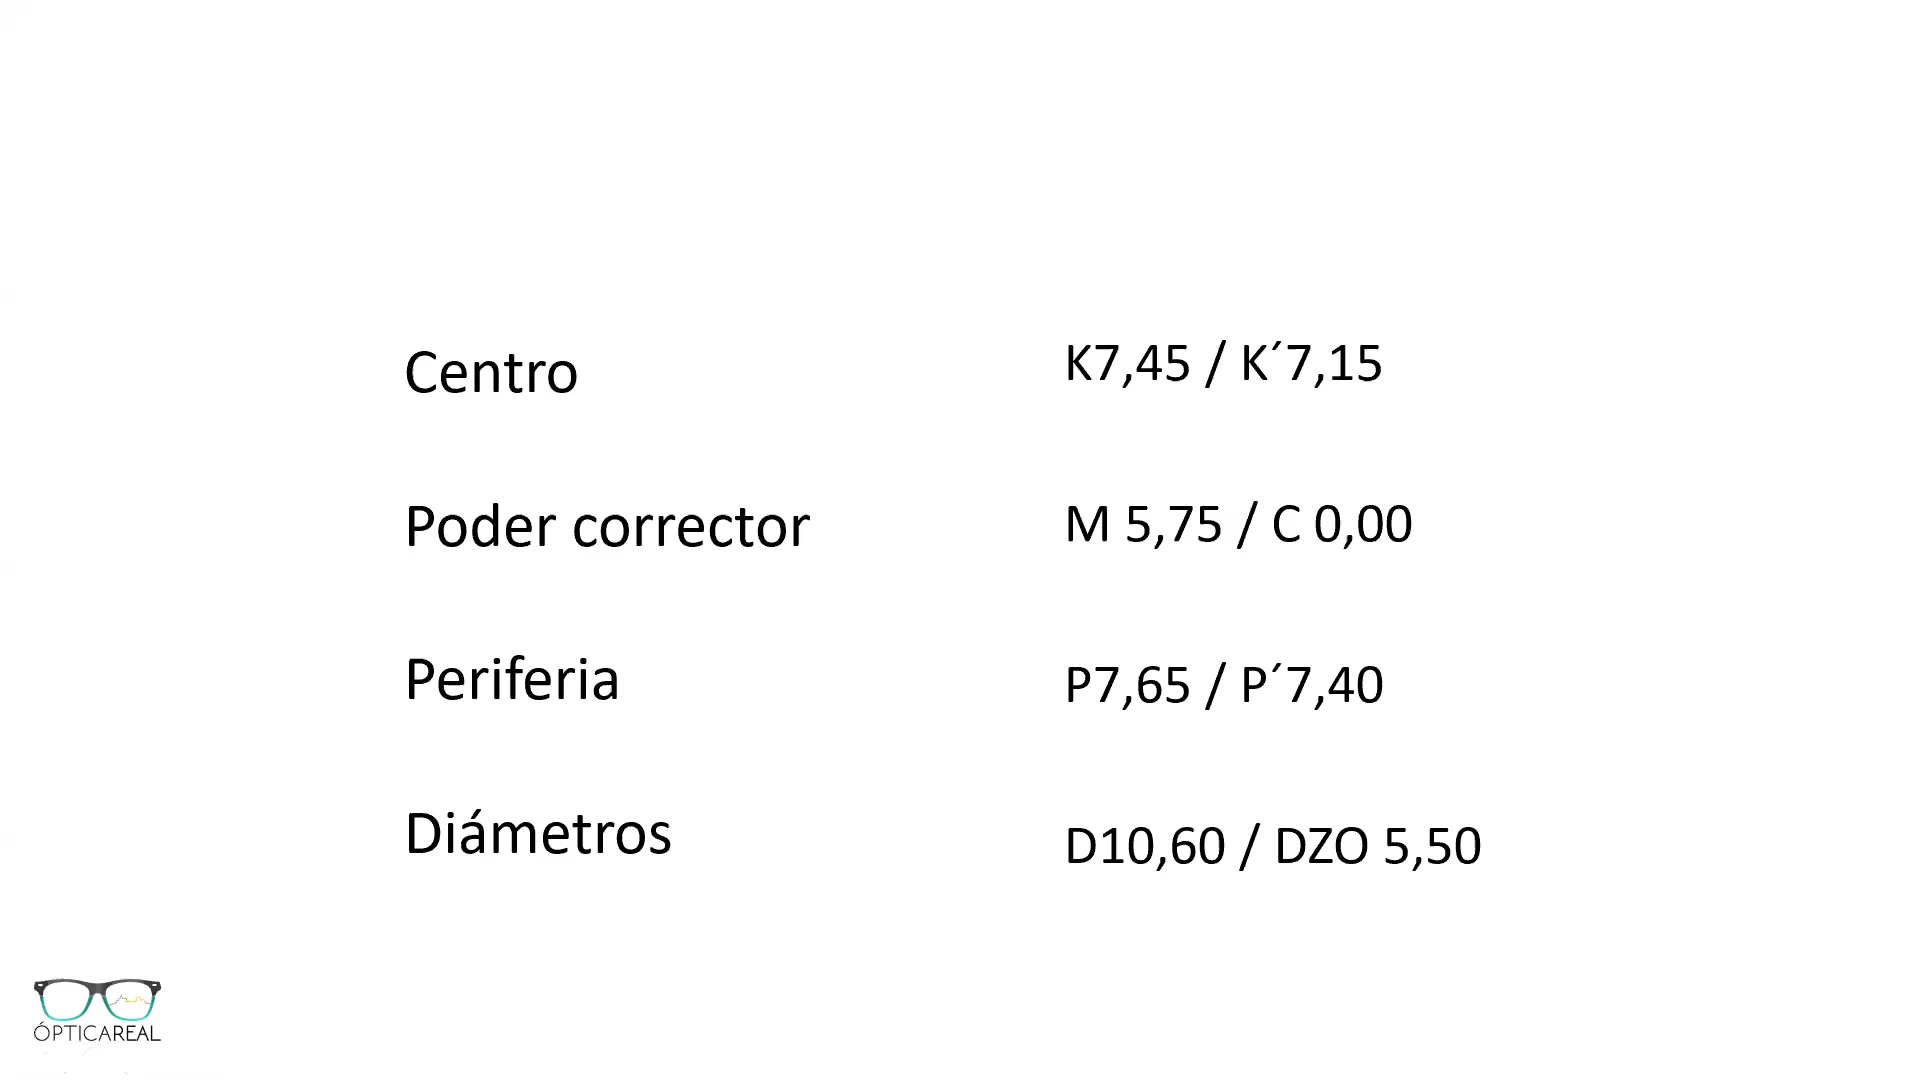 Centro
K7,45 / K´7,15
Poder corrector
M 5,75 / C 0,00
Periferia
P7,65 / P´7,40
Diámetros
D10,60 / DZO 5,50
ÓPTICAREAL